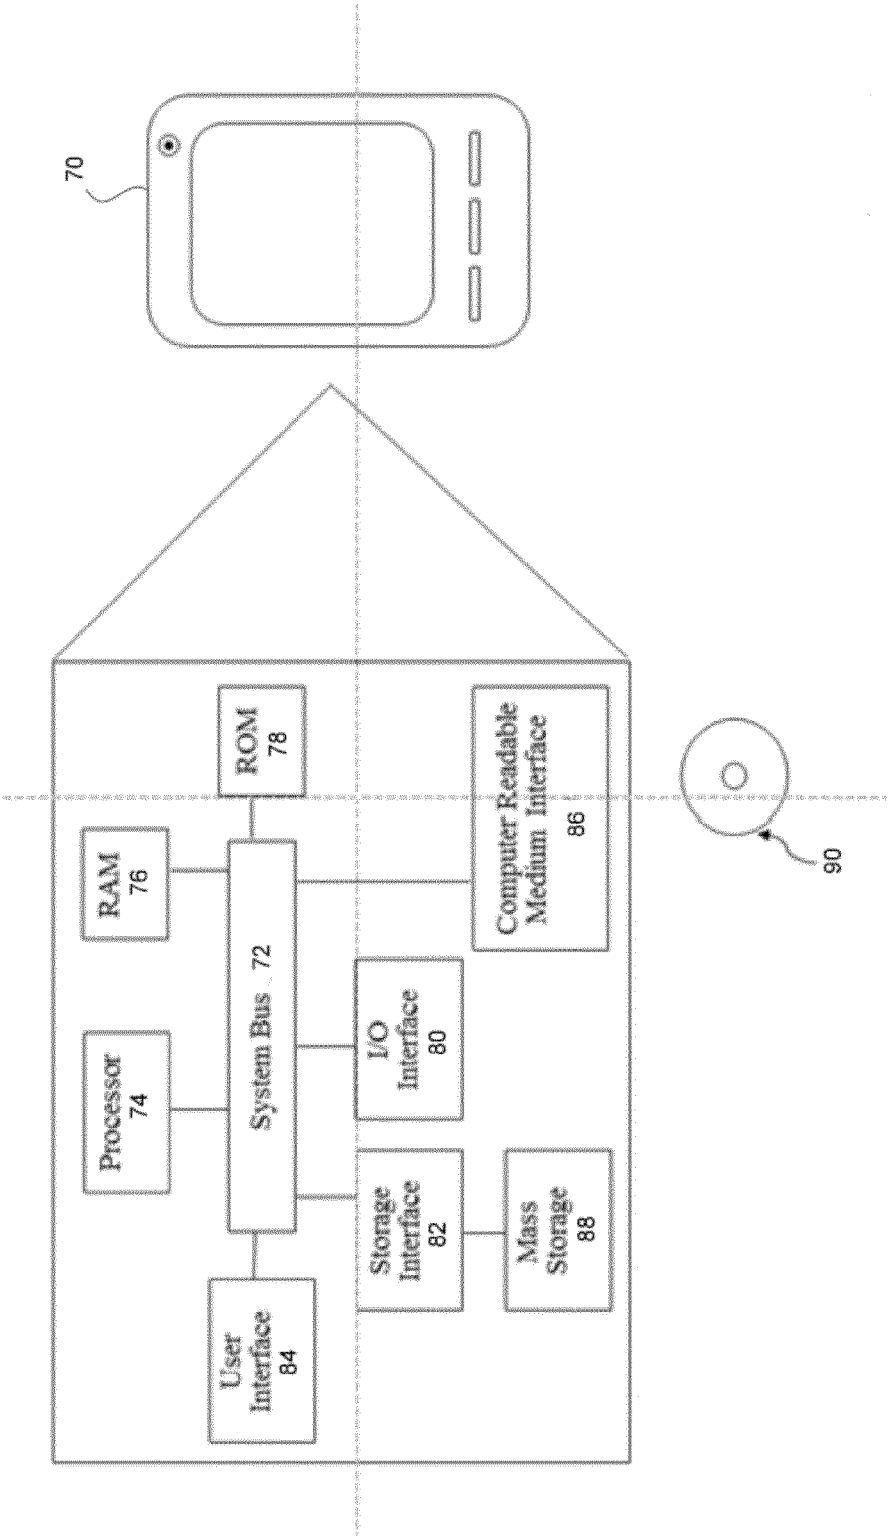 70
Processor
74
RAM
76
User
Interface
84
System Bus 72
ROM
78
Storage
Interface
82
I/O
Interface
80
Computer Readable
Medium Interface
86
Mass
Storage
88
90